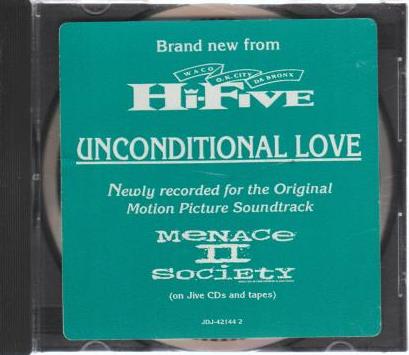 Brand new from
WACO
O.K. CITY
DA BRONX
Hi-Five
UNCONDITIONAL LOVE
Newly recorded for the Original
Motion Picture Soundtrack
MENACE
II
SOCIETY
(on Jive CDs and tapes)
JDJ-42144 2